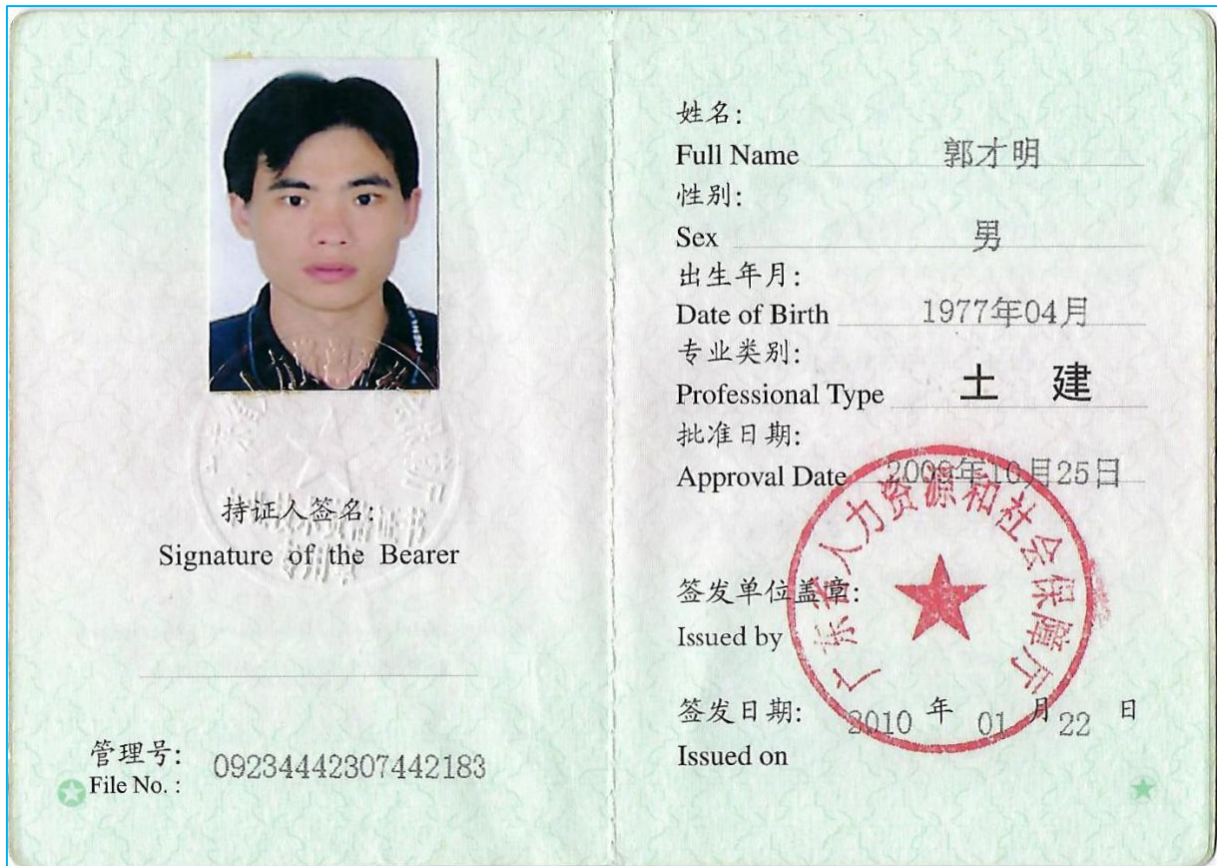 持证人签名:
Signature of the Bearer
管理号:
File No. :
09234442307442183
姓名:
Full Name 郭才明
性别:
Sex 男
出生年月:
Date of Birth 1977年04月
专业类别:
Professional Type 土 建
批准日期:
Approval Date 2009年10月25日
广东省人力资源和社会保障厅
签发单位盖章:
Issued by
签发日期: 2010 年 01 月 22 日
Issued on